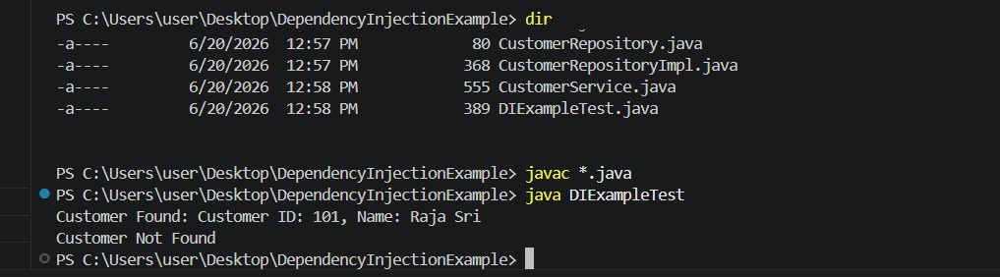 PS C:\Users\user\Desktop\DependencyInjectionExample> dir
-a----         6/20/2026  12:57 PM             80 CustomerRepository.java
-a----         6/20/2026  12:57 PM            368 CustomerRepositoryImpl.java
-a----         6/20/2026  12:58 PM            555 CustomerService.java
-a----         6/20/2026  12:58 PM            389 DIExampleTest.java
PS C:\Users\user\Desktop\DependencyInjectionExample> javac *.java
PS C:\Users\user\Desktop\DependencyInjectionExample> java DIExampleTest
Customer Found: Customer ID: 101, Name: Raja Sri
Customer Not Found
PS C:\Users\user\Desktop\DependencyInjectionExample>